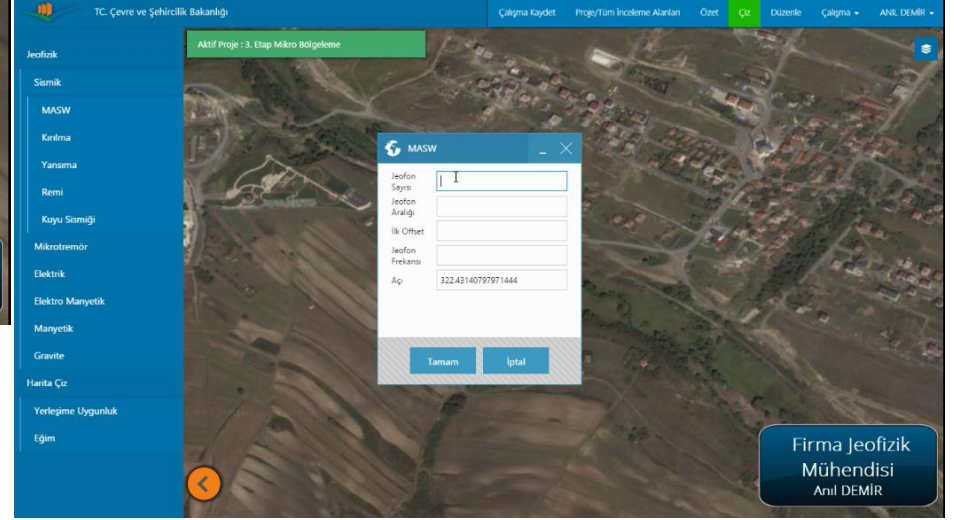 TC. Çevre ve Şehircilik Bakanlığı
Çalışma Kaydet Proje/Tüm İnceleme Alanları Özet Çiz Düzenle Çalışma ANIL DEMİR
Aktif Proje : 3. Etap Mikro Bölgeleme
Jeofizik
Sismik
MASW
Kırılma
Yansıma
Remi
Kuyu Sismiği
Mikrotremör
Elektrik
Elektro Manyetik
Manyetik
Gravite
Harita Çiz
Yerleşime Uygunluk
Eğim
MASW
Jeofon
Sayısı
Jeofon
Aralığı
İlk Offset
Jeofon
Frekansı
Açı 322.43140797971444
Tamam İptal
Firma Jeofizik
Mühendisi
Anıl DEMİR